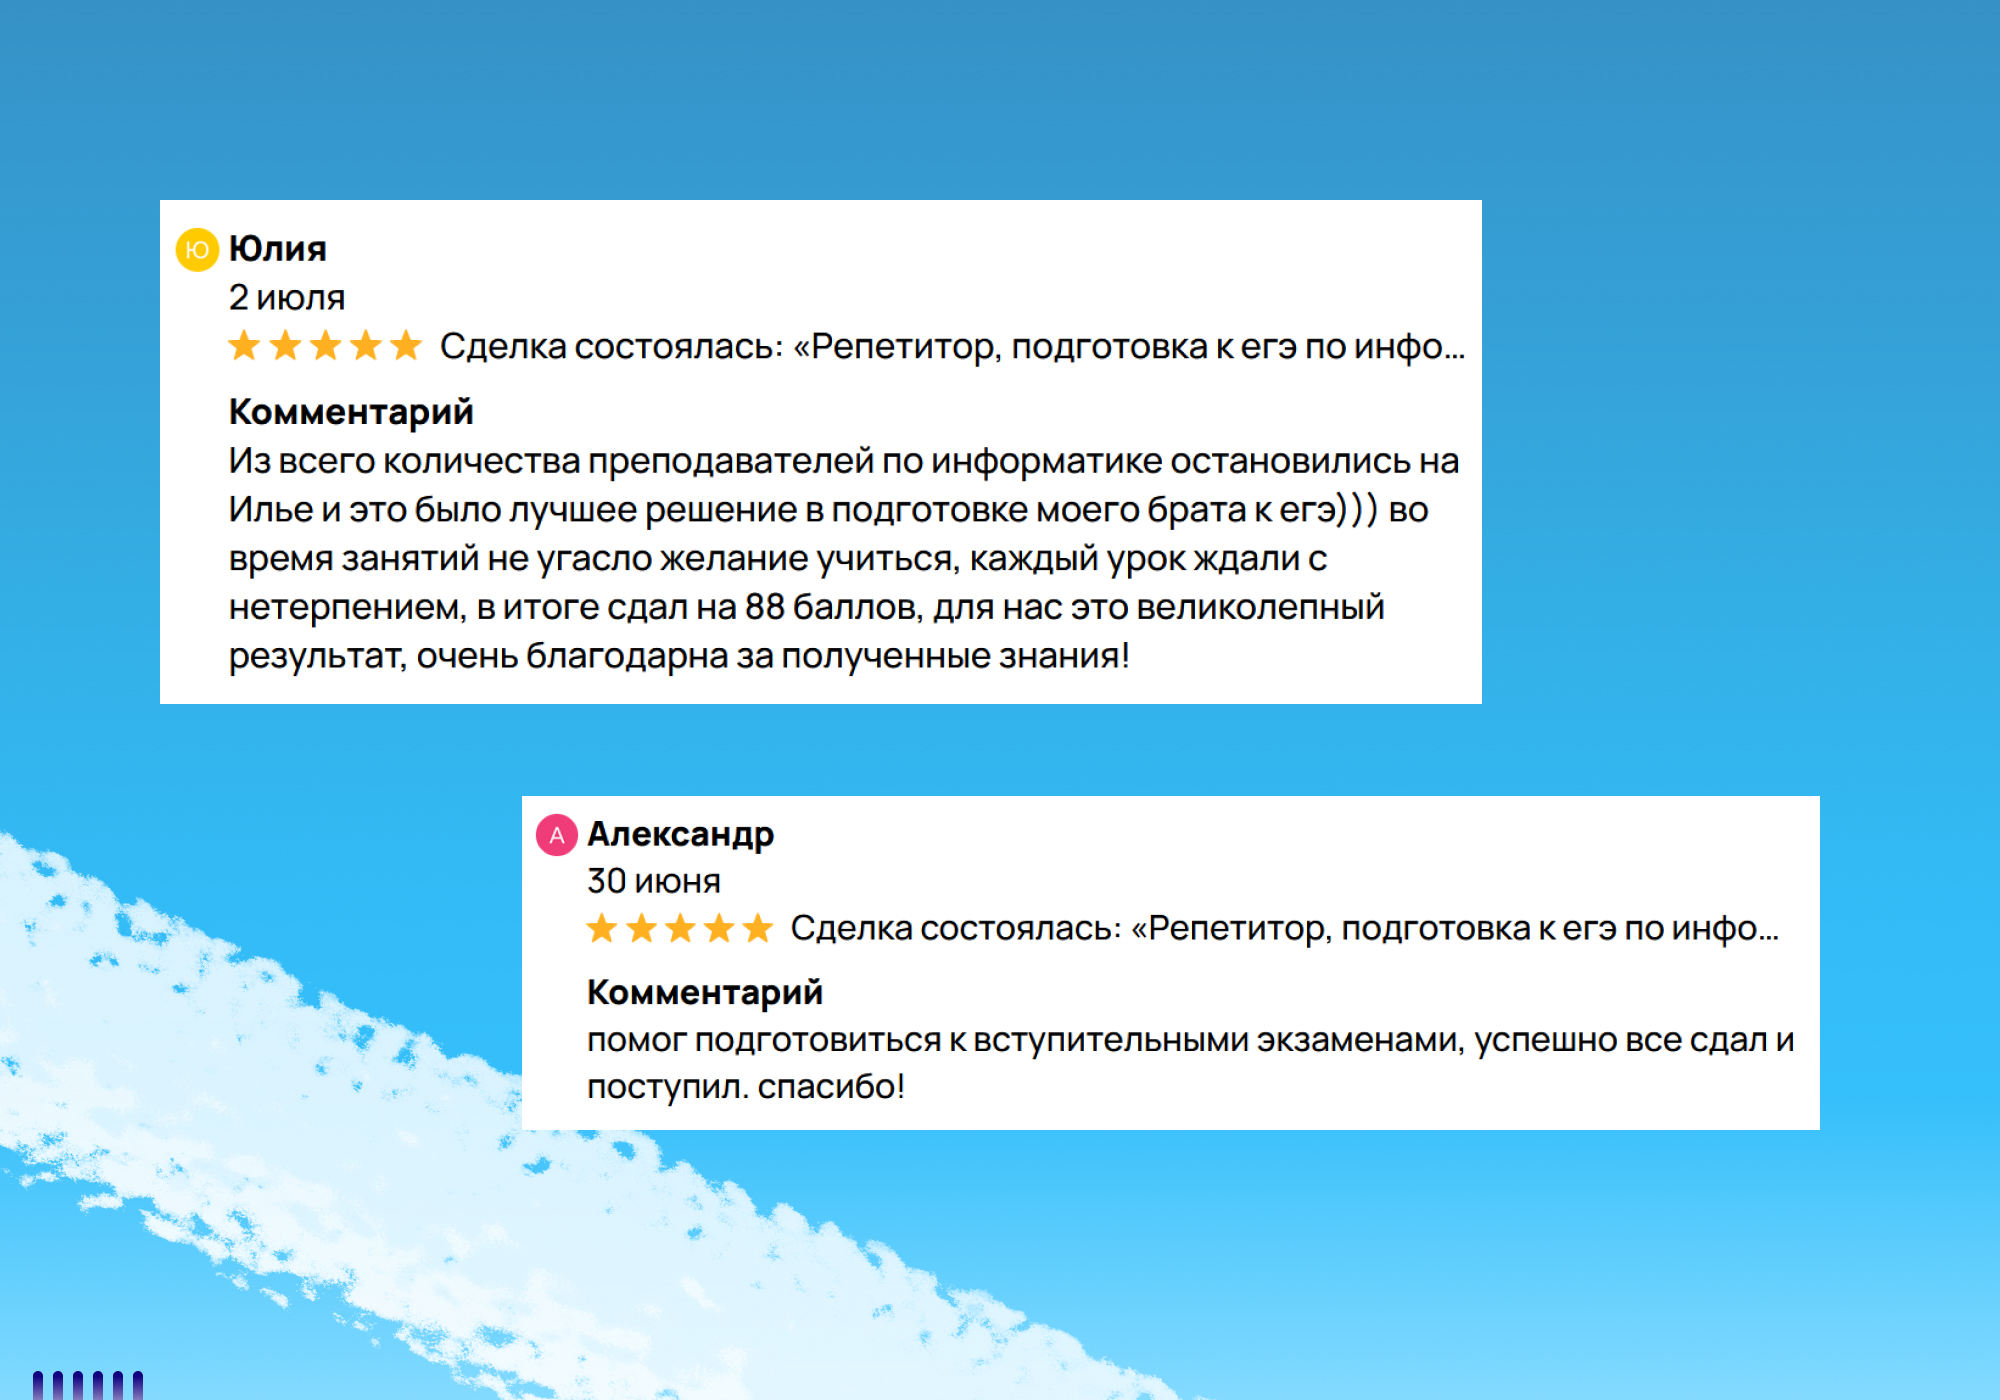 Ю Юлия
2 июля
Сделка состоялась: «Репетитор, подготовка к егэ по инфо...
Комментарий
Из всего количества преподавателей по информатике остановились на
Илье и это было лучшее решение в подготовке моего брата к егэ))) во
время занятий не угасло желание учиться, каждый урок ждали с
нетерпением, в итоге сдал на 88 баллов, для нас это великолепный
результат, очень благодарна за полученные знания!
А Александр
30 июня
Сделка состоялась: «Репетитор, подготовка к егэ по инфо...
Комментарий
помог подготовиться к вступительными экзаменами, успешно все сдал и
поступил. спасибо!